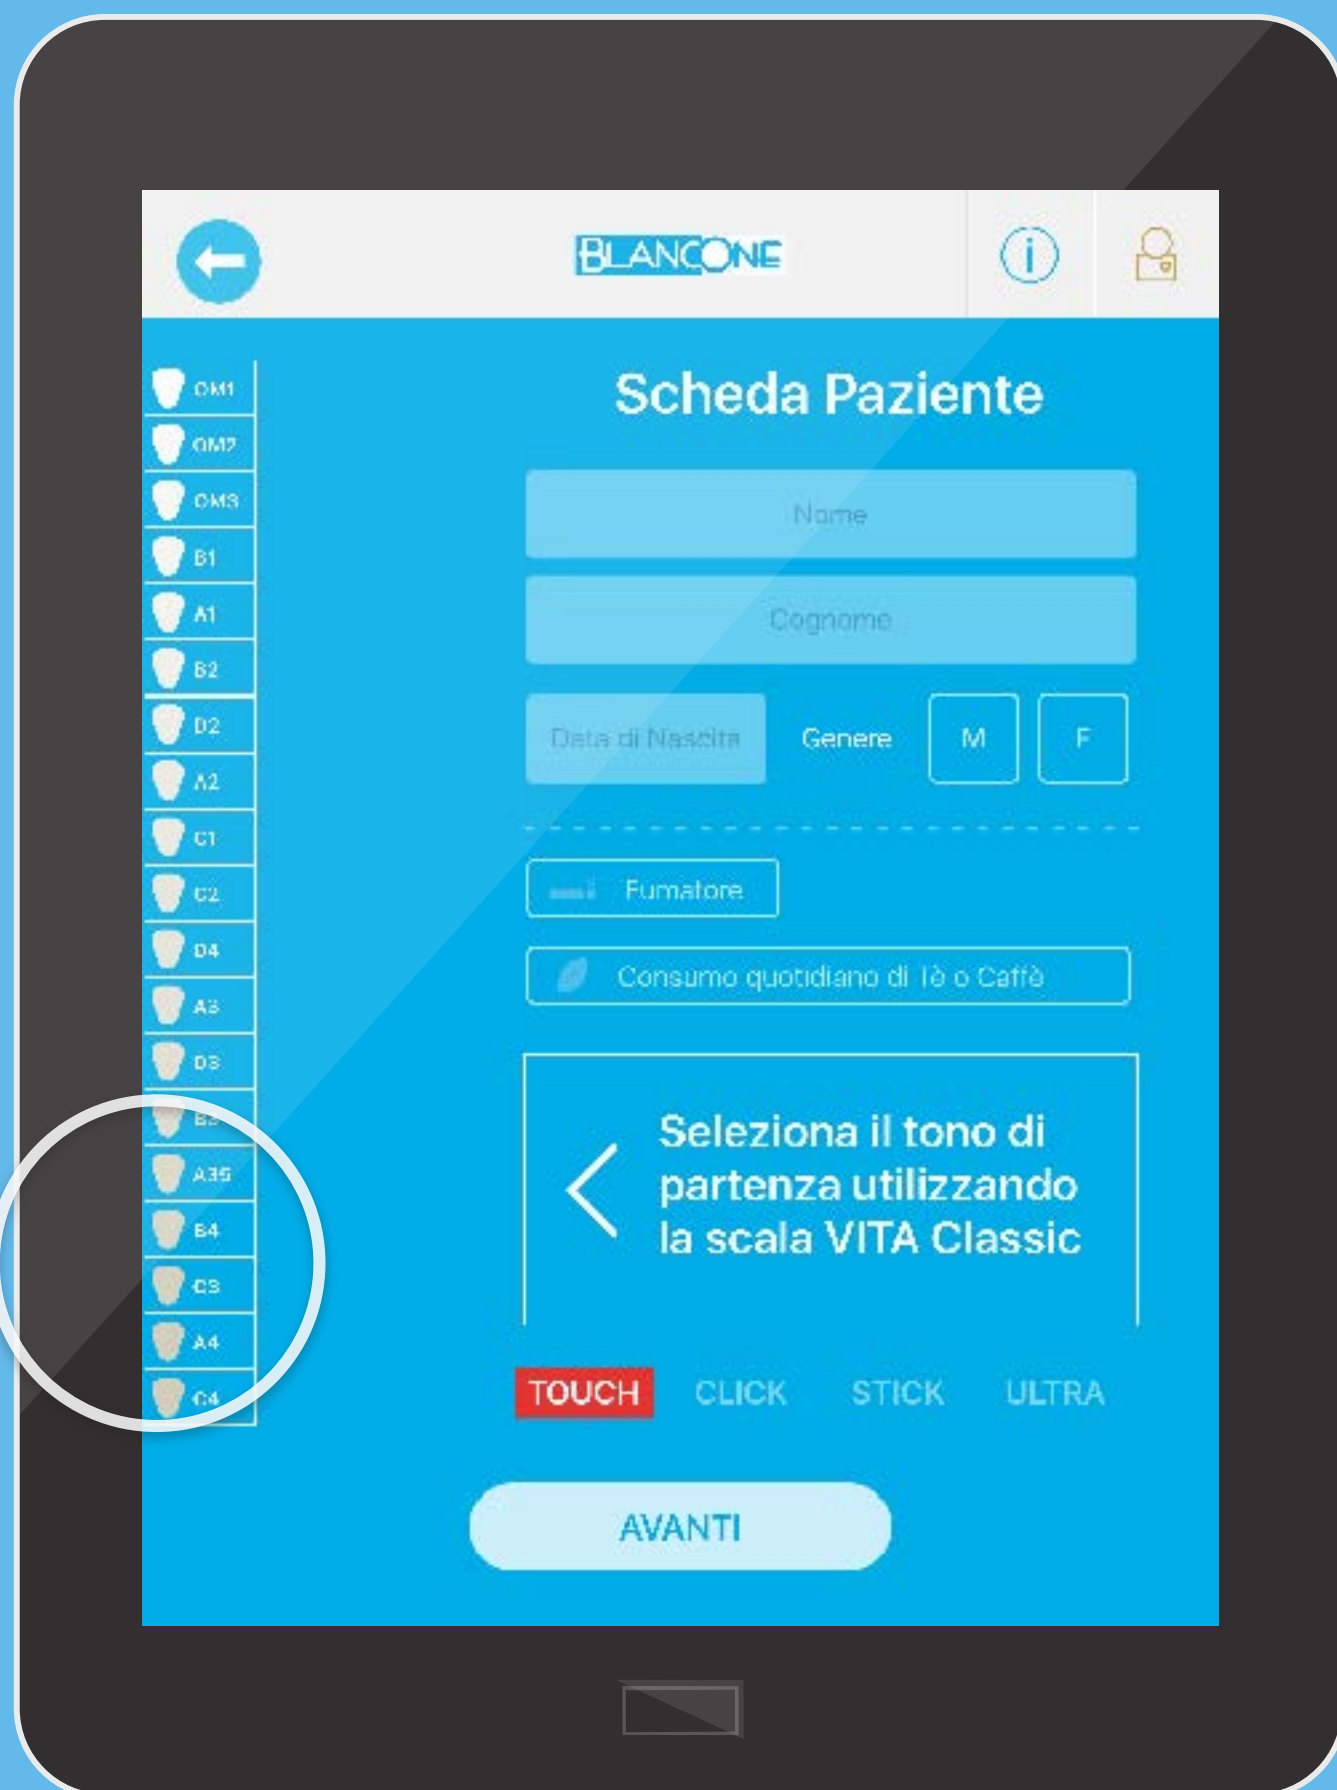 BLANCONE
i
OM1
OM2
OM3
B1
A1
B2
D2
A2
C1
C2
D4
A3
D3
B3
A35
B4
C3
A4
C4
Scheda Paziente
Nome
Cognome
Data di Nascita
Genere
M
F
Fumatore
Consumo quotidiano di Tè o Caffè
Seleziona il tono di
partenza utilizzando
la scala VITA Classic
TOUCH CLICK STICK ULTRA
AVANTI